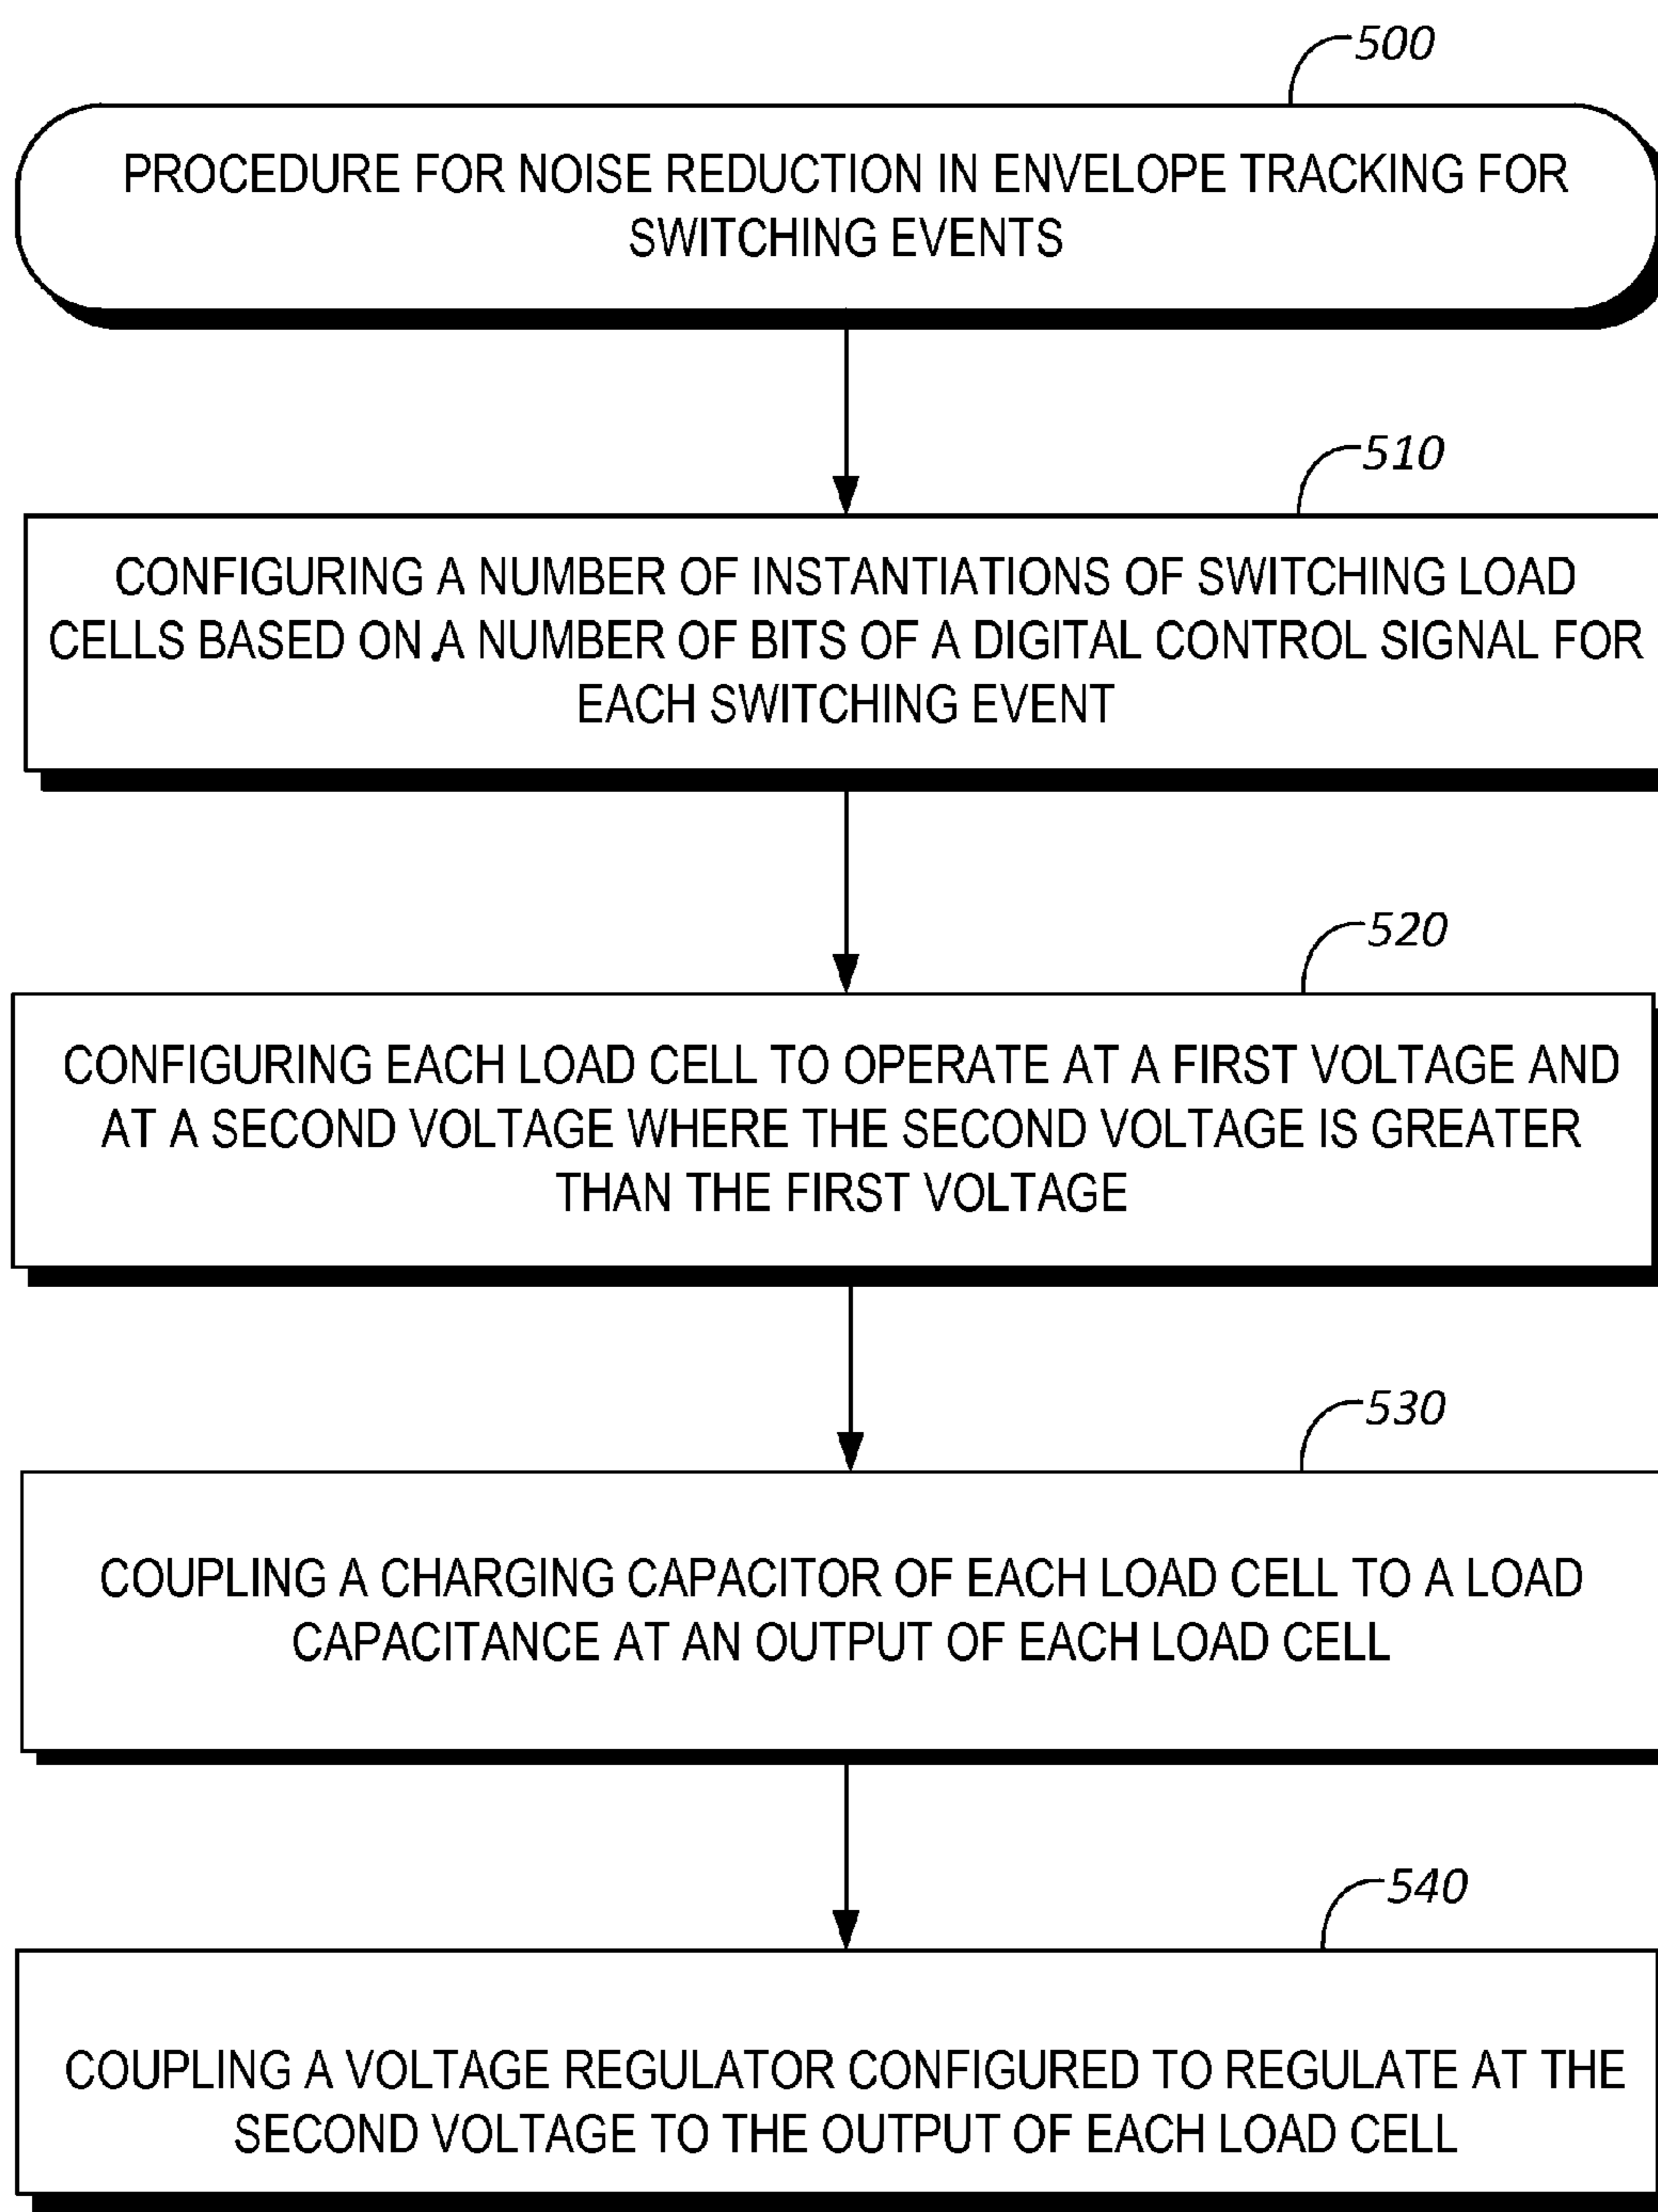 500
PROCEDURE FOR NOISE REDUCTION IN ENVELOPE TRACKING FOR
SWITCHING EVENTS
510
CONFIGURING A NUMBER OF INSTANTIATIONS OF SWITCHING LOAD
CELLS BASED ON A NUMBER OF BITS OF A DIGITAL CONTROL SIGNAL FOR
EACH SWITCHING EVENT
520
CONFIGURING EACH LOAD CELL TO OPERATE AT A FIRST VOLTAGE AND
AT A SECOND VOLTAGE WHERE THE SECOND VOLTAGE IS GREATER
THAN THE FIRST VOLTAGE
530
COUPLING A CHARGING CAPACITOR OF EACH LOAD CELL TO A LOAD
CAPACITANCE AT AN OUTPUT OF EACH LOAD CELL
540
COUPLING A VOLTAGE REGULATOR CONFIGURED TO REGULATE AT THE
SECOND VOLTAGE TO THE OUTPUT OF EACH LOAD CELL